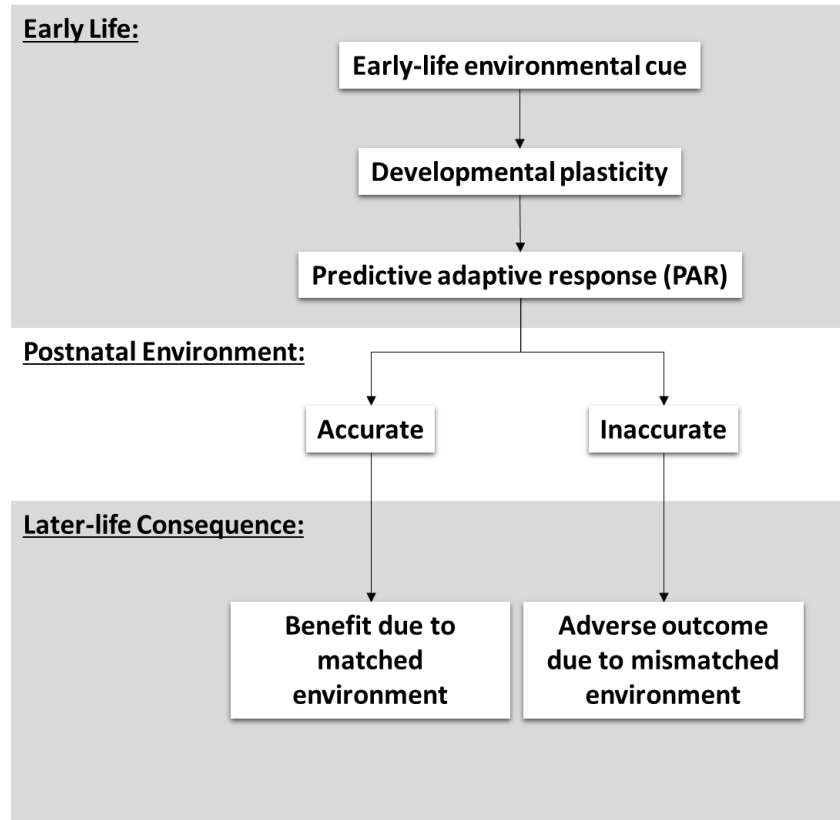 Early Life:
Early-life environmental cue
Developmental plasticity
Predictive adaptive response (PAR)
Postnatal Environment:
Accurate
Inaccurate
Later-life Consequence:
Benefit due to
matched
environment
Adverse outcome
due to mismatched
environment